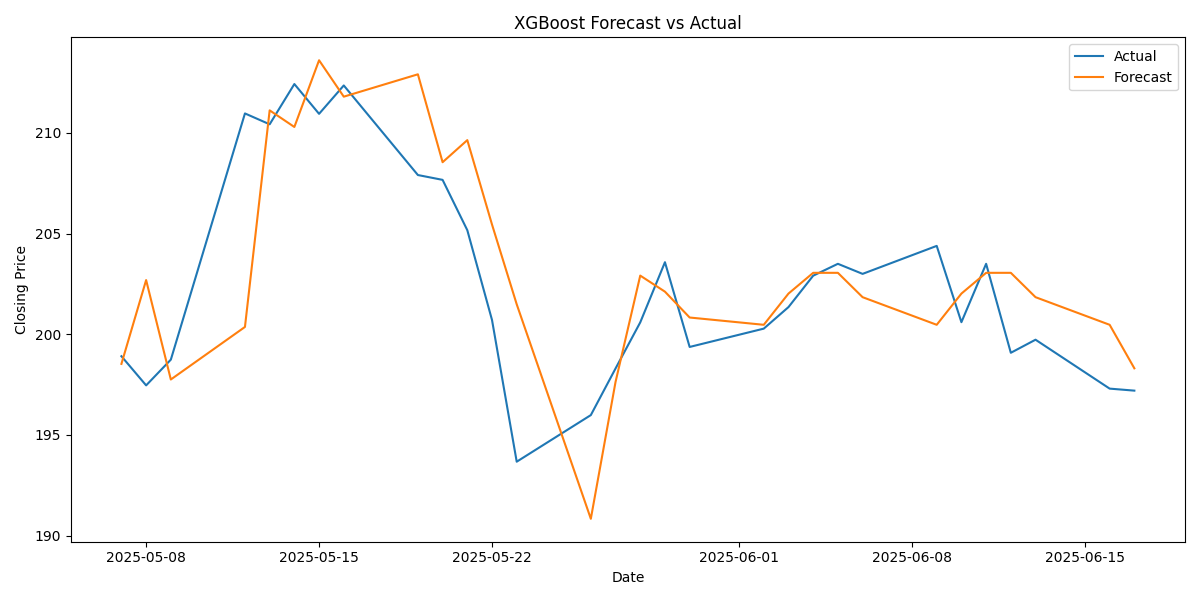 XGBoost Forecast vs Actual
Actual
Forecast
Closing Price
210
205
200
195
190
2025-05-08
2025-05-15
2025-05-22
2025-06-01
2025-06-08
2025-06-15
Date